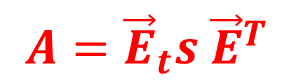 A = E⃗ₜs E⃗ᵀ